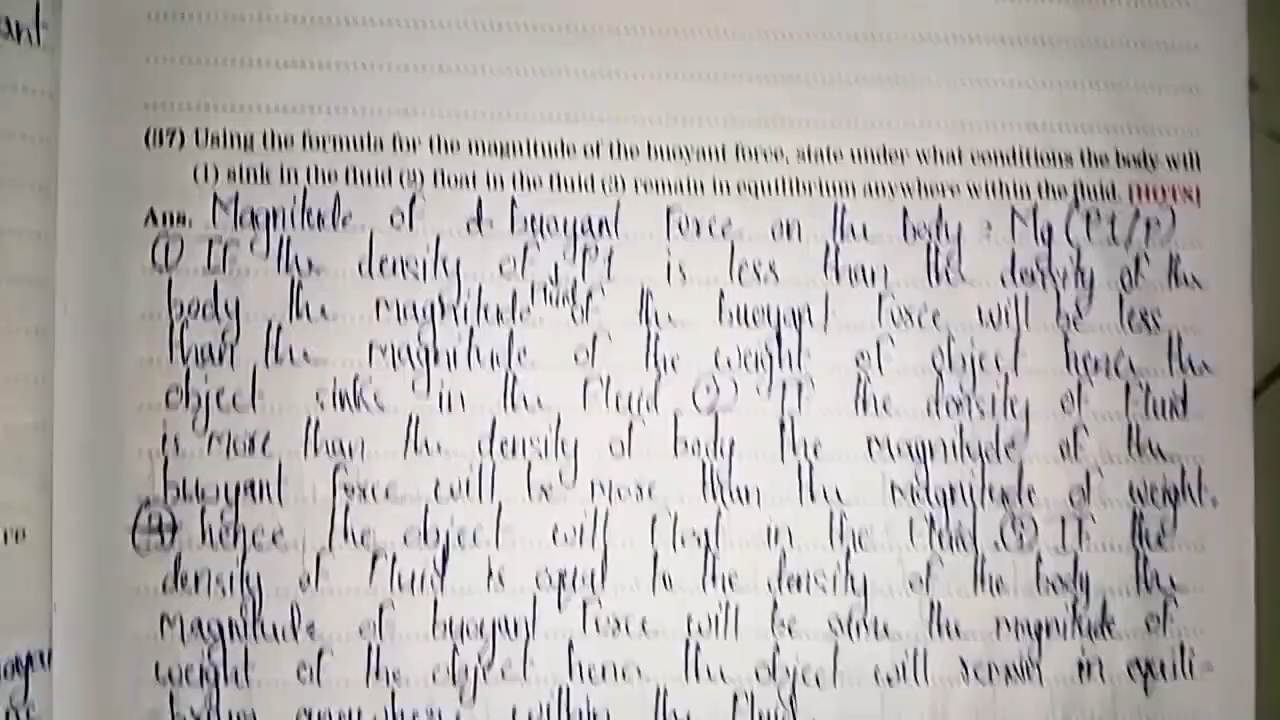 ant
(37) Using the formula for the magnitude of the buoyant force, state under what conditions the body will
(1) sink in the fluid (2) float in the fluid (3) remain in equilibrium anywhere within the fluid. [HOTS]
Ans. Magnitude of buoyant force on the body = Mg (ρ1/ρ)
① If the density of fluid ρ1 is less than the density of the
body the magnitude of the buoyant force will be less
than the magnitude of the weight of object hence the
object sinks in the fluid. ② If the density of fluid
is more than the density of body the magnitude of the
buoyant force will be more than the magnitude of weight.
hence the object will float in the fluid ③ If the
density of fluid is equal to the density of the body the
magnitude of buoyant force will be same the magnitude of
weight of the object hence the object will remain in equili-
brium anywhere within the fluid.